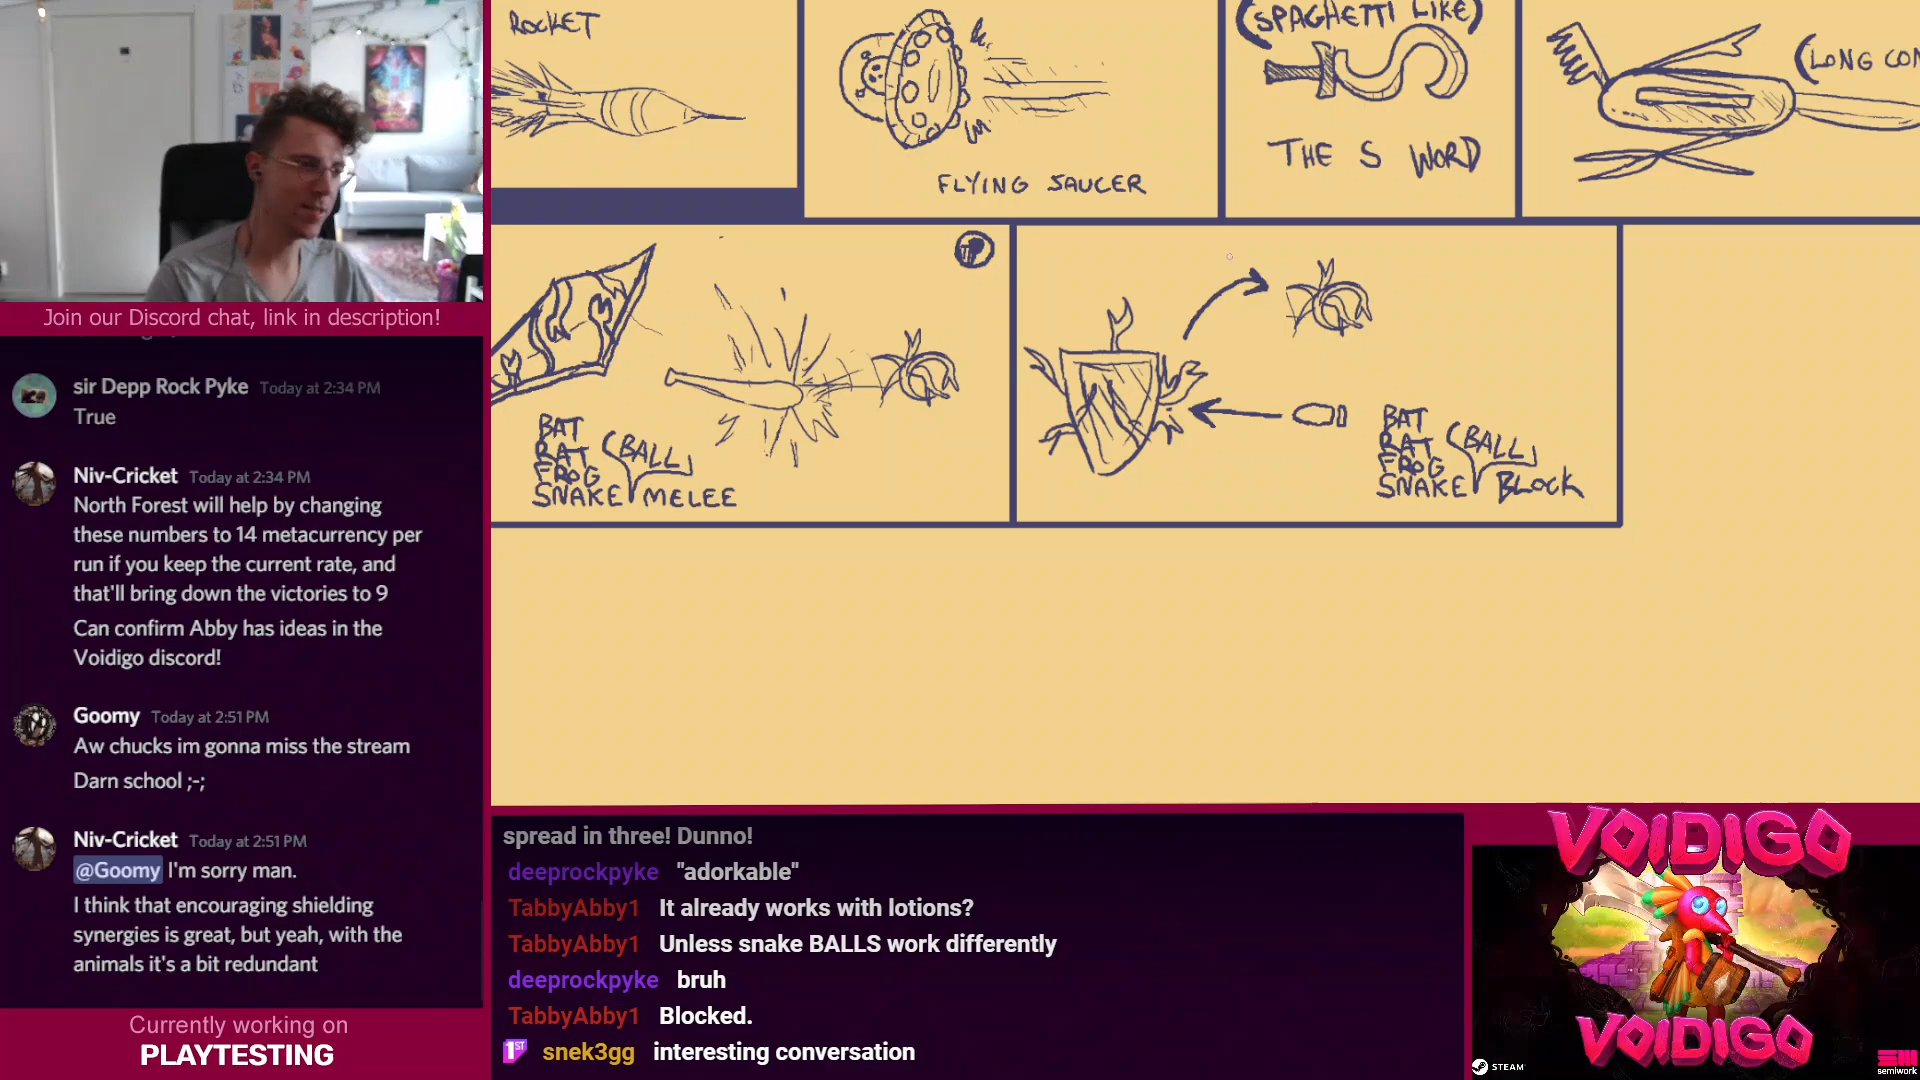 ROCKET
FLYING SAUCER
(SPAGHETTI LIKE)
THE S WORD
BAT
RAT
FROG
SNAKE
(BALL)
MELEE
BAT
RAT
FROG
SNAKE
(BALL)
BLOCK
Join our Discord chat, link in description!
sir Depp Rock Pyke Today at 2:34 PM
True
Niv-Cricket Today at 2:34 PM
North Forest will help by changing
these numbers to 14 metacurrency per
run if you keep the current rate, and
that'll bring down the victories to 9
Can confirm Abby has ideas in the
Voidigo discord!
Goomy Today at 2:51 PM
Aw chucks im gonna miss the stream
Darn school ;-;
Niv-Cricket Today at 2:51 PM
@Goomy I'm sorry man.
I think that encouraging shielding
synergies is great, but yeah, with the
animals it's a bit redundant
Currently working on
PLAYTESTING
spread in three! Dunno!
deeprockpyke "adorkable"
TabbyAbby1 It already works with lotions?
TabbyAbby1 Unless snake BALLS work differently
deeprockpyke bruh
TabbyAbby1 Blocked.
1ST snek3gg interesting conversation
VOIDIGO
VOIDIGO
STEAM
semiwork